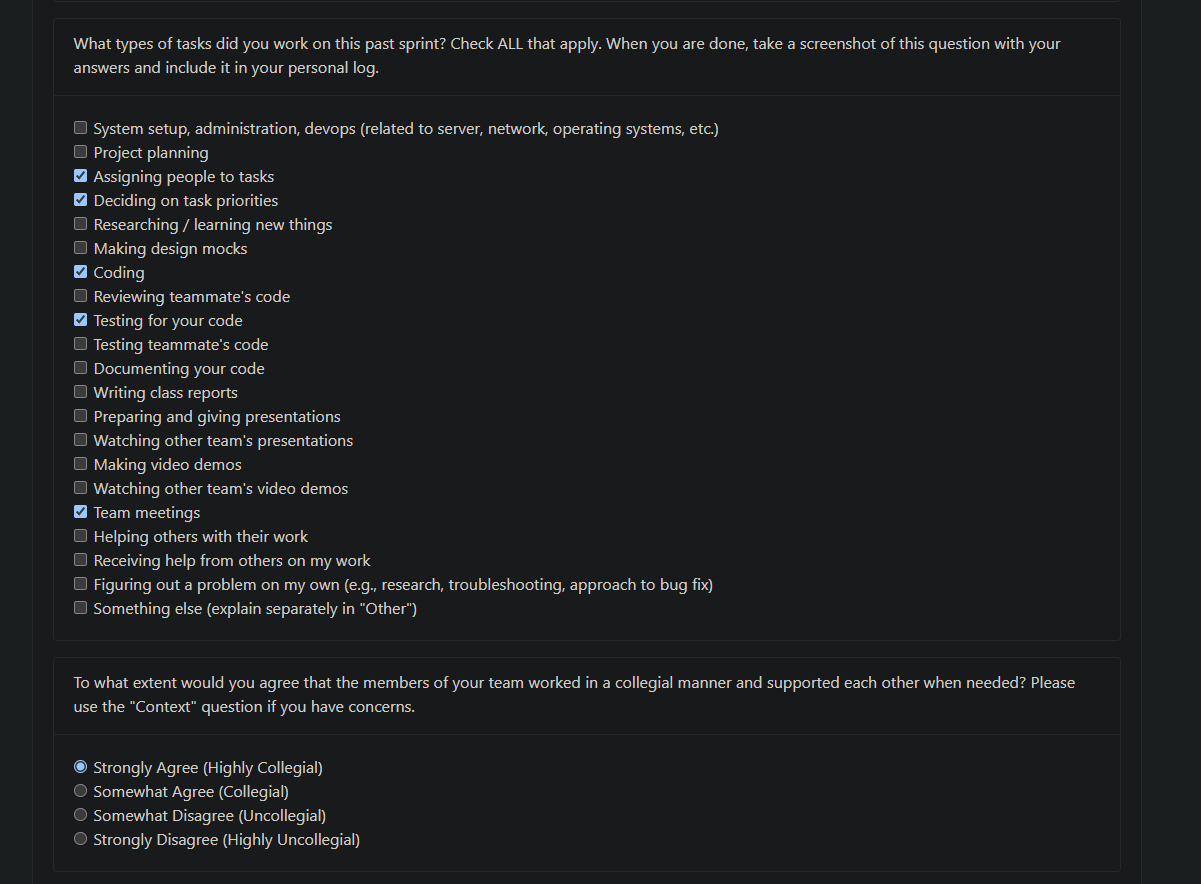 What types of tasks did you work on this past sprint? Check ALL that apply. When you are done, take a screenshot of this question with your
answers and include it in your personal log.
System setup, administration, devops (related to server, network, operating systems, etc.)
Project planning
Assigning people to tasks
Deciding on task priorities
Researching / learning new things
Making design mocks
Coding
Reviewing teammate's code
Testing for your code
Testing teammate's code
Documenting your code
Writing class reports
Preparing and giving presentations
Watching other team's presentations
Making video demos
Watching other team's video demos
Team meetings
Helping others with their work
Receiving help from others on my work
Figuring out a problem on my own (e.g., research, troubleshooting, approach to bug fix)
Something else (explain separately in "Other")
To what extent would you agree that the members of your team worked in a collegial manner and supported each other when needed? Please
use the "Context" question if you have concerns.
Strongly Agree (Highly Collegial)
Somewhat Agree (Collegial)
Somewhat Disagree (Uncollegial)
Strongly Disagree (Highly Uncollegial)